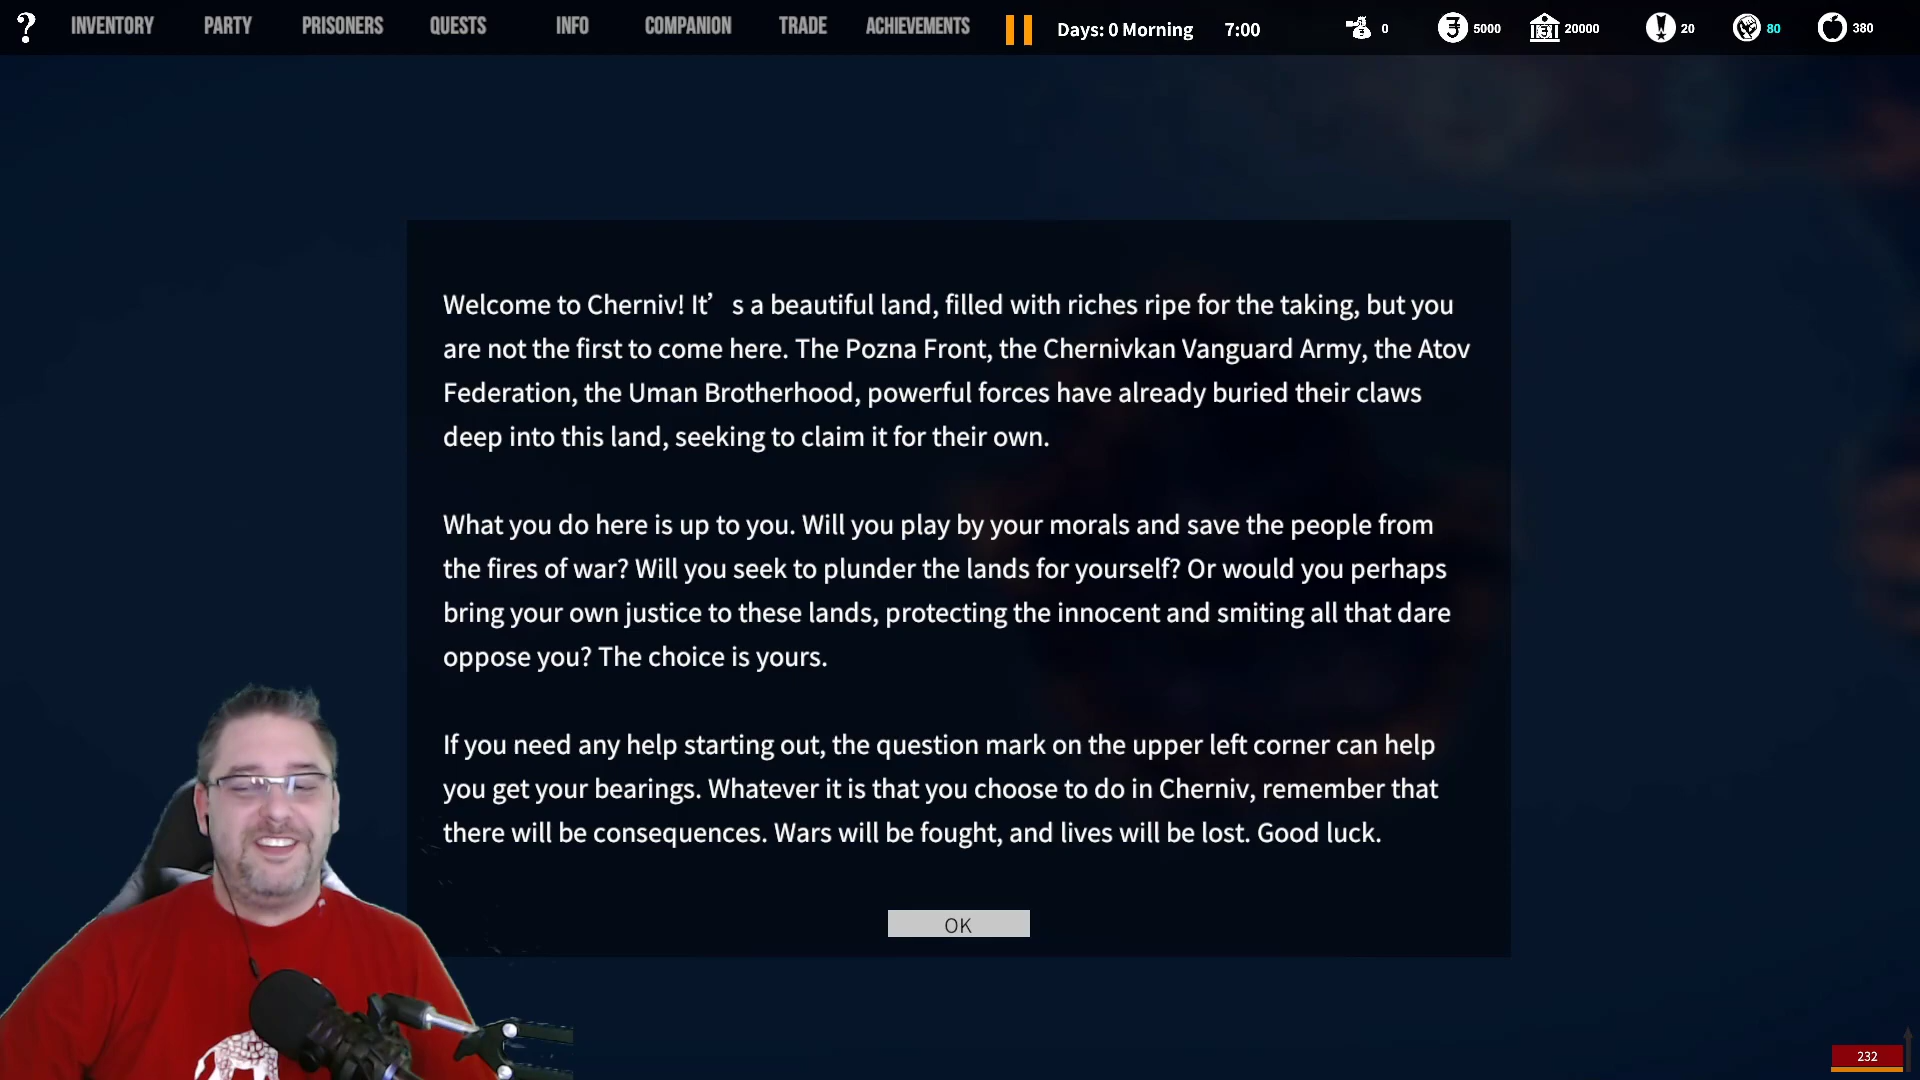 ? INVENTORY PARTY PRISONERS QUESTS INFO COMPANION TRADE ACHIEVEMENTS Days: 0 Morning 7:00 0 5000 20000 20 80 380
Welcome to Cherniv! It’s a beautiful land, filled with riches ripe for the taking, but you
are not the first to come here. The Pozna Front, the Chernivkan Vanguard Army, the Atov
Federation, the Uman Brotherhood, powerful forces have already buried their claws
deep into this land, seeking to claim it for their own.
What you do here is up to you. Will you play by your morals and save the people from
the fires of war? Will you seek to plunder the lands for yourself? Or would you perhaps
bring your own justice to these lands, protecting the innocent and smiting all that dare
oppose you? The choice is yours.
If you need any help starting out, the question mark on the upper left corner can help
you get your bearings. Whatever it is that you choose to do in Cherniv, remember that
there will be consequences. Wars will be fought, and lives will be lost. Good luck.
OK
232